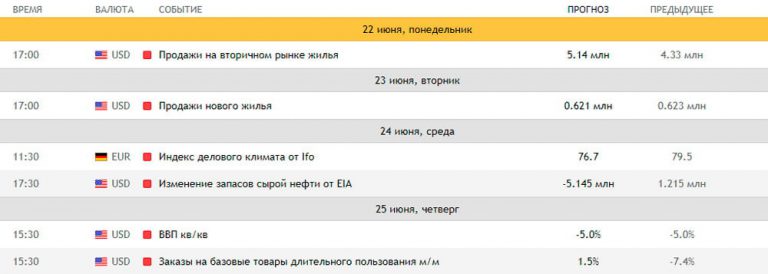 ВРЕМЯ ВАЛЮТА СОБЫТИЕ ПРОГНОЗ ПРЕДЫДУЩЕЕ
22 июня, понедельник
17:00 USD Продажи на вторичном рынке жилья 5.14 млн 4.33 млн
23 июня, вторник
17:00 USD Продажи нового жилья 0.621 млн 0.623 млн
24 июня, среда
11:30 EUR Индекс делового климата от Ifo 76.7 79.5
17:30 USD Изменение запасов сырой нефти от EIA -5.145 млн 1.215 млн
25 июня, четверг
15:30 USD ВВП кв/кв -5.0% -5.0%
15:30 USD Заказы на базовые товары длительного пользования м/м 1.5% -7.4%